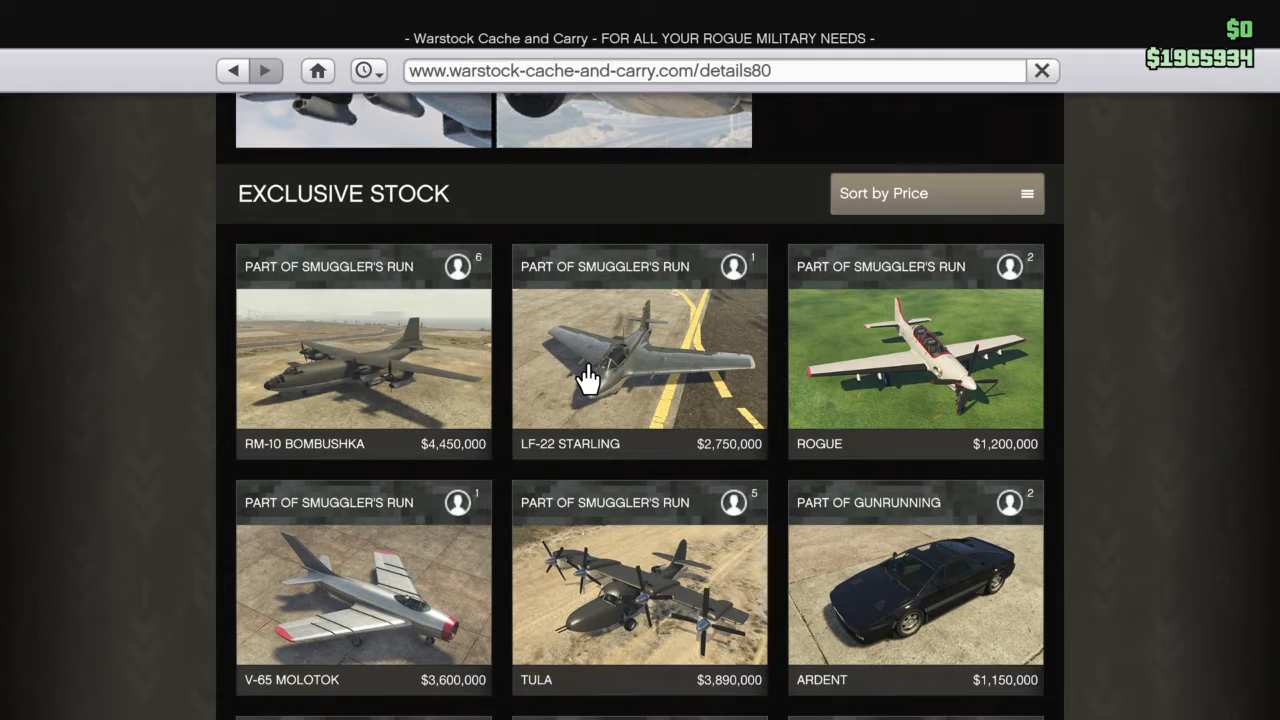 - Warstock Cache and Carry - FOR ALL YOUR ROGUE MILITARY NEEDS -
$0
$1965934
www.warstock-cache-and-carry.com/details80
EXCLUSIVE STOCK
Sort by Price
PART OF SMUGGLER'S RUN 6
PART OF SMUGGLER'S RUN 1
PART OF SMUGGLER'S RUN 2
RM-10 BOMBUSHKA $4,450,000
LF-22 STARLING $2,750,000
ROGUE $1,200,000
PART OF SMUGGLER'S RUN 1
PART OF SMUGGLER'S RUN 5
PART OF GUNRUNNING 2
V-65 MOLOTOK $3,600,000
TULA $3,890,000
ARDENT $1,150,000